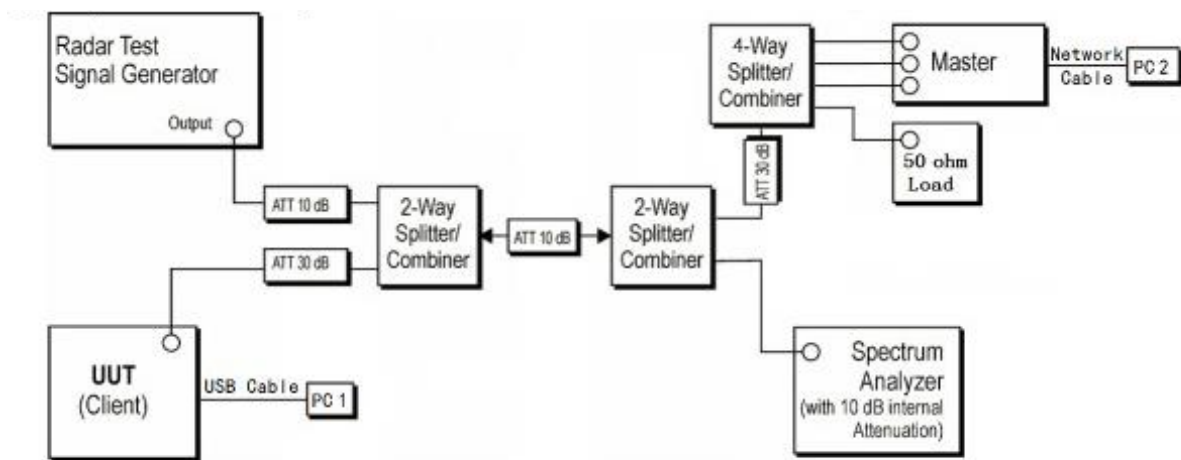 Radar Test
Signal Generator
Output
ATT 10 dB
ATT 30 dB
2-Way
Splitter/
Combiner
ATT 10 dB
2-Way
Splitter/
Combiner
ATT 30 dB
4-Way
Splitter/
Combiner
Master
Network
Cable
PC 2
50 ohm
Load
UUT
(Client)
USB Cable
PC 1
Spectrum
Analyzer
(with 10 dB internal
Attenuation)